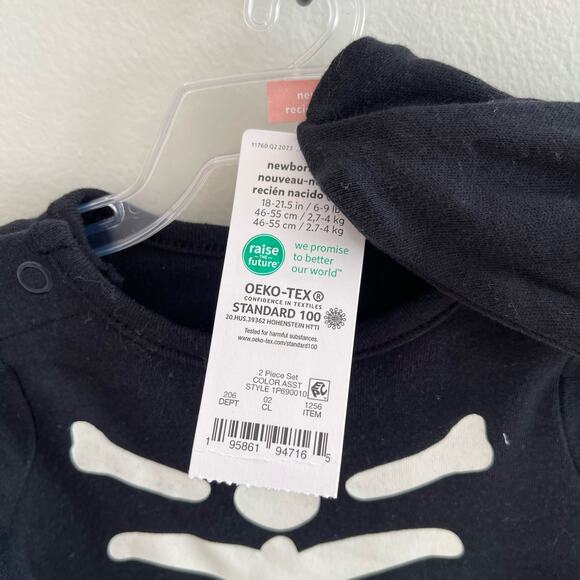 11760 Q2.2023
newbor
nouveau-n
recién nacido
18-21.5 in / 6-9 lb
46-55 cm / 2,7-4 kg
46-55 cm / 2.7-4 kg
raise
THE
future™
we promise
to better
our world™
OEKO-TEX®
CONFIDENCE IN TEXTILES
STANDARD 100
20.HUS.39362 HOHENSTEIN HTTI
Tested for harmful substances.
www.oeko-tex.com/standard100
2 Piece Set
COLOR ASST
STYLE 1P690010
206 02 1256
DEPT CL ITEM
1 95861 94716 5